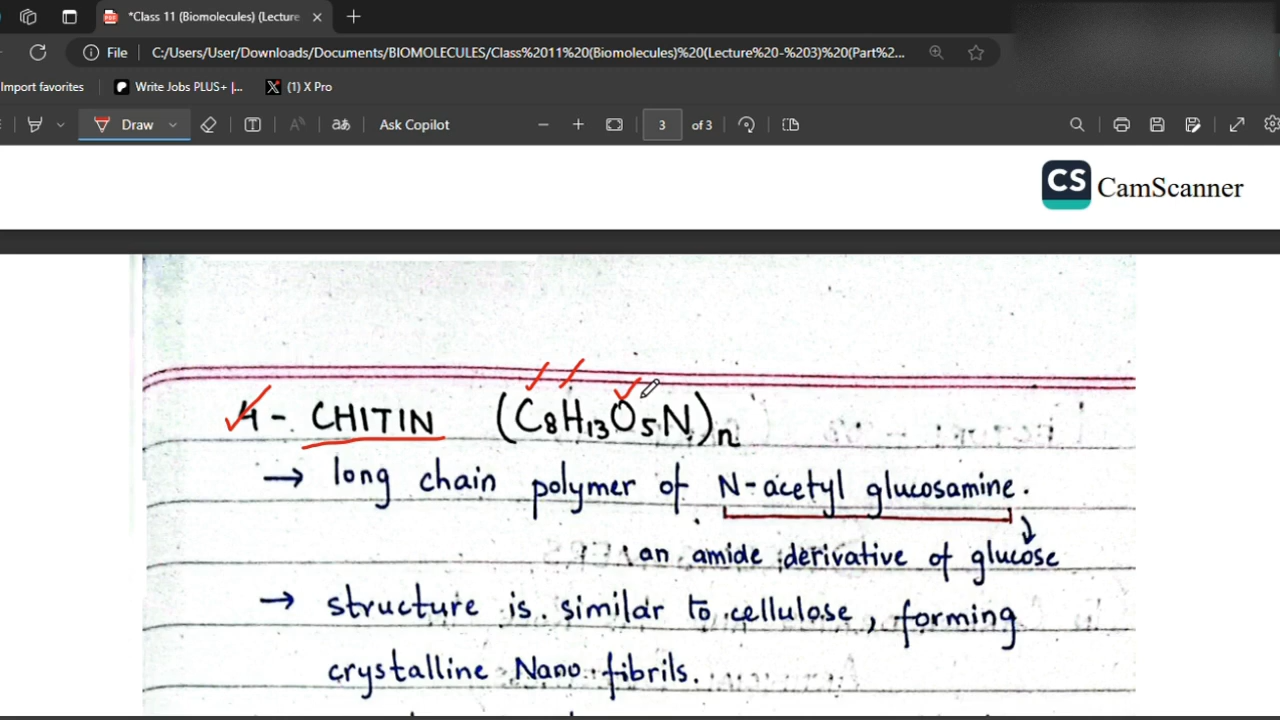 *Class 11 (Biomolecules) (Lecture
File C:/Users/User/Downloads/Documents/BIOMOLECULES/Class%2011%20(Biomolecules)%20(Lecture%20-%203)%20(Part%2...
Import favorites Write Jobs PLUS+ |... (1) X Pro
Draw Ask Copilot 3 of 3
CS CamScanner
4 - CHITIN (C8H13O5N)n
→ long chain polymer of N-acetyl glucosamine.
an amide derivative of glucose
→ structure is similar to cellulose, forming
crystalline Nano fibrils.